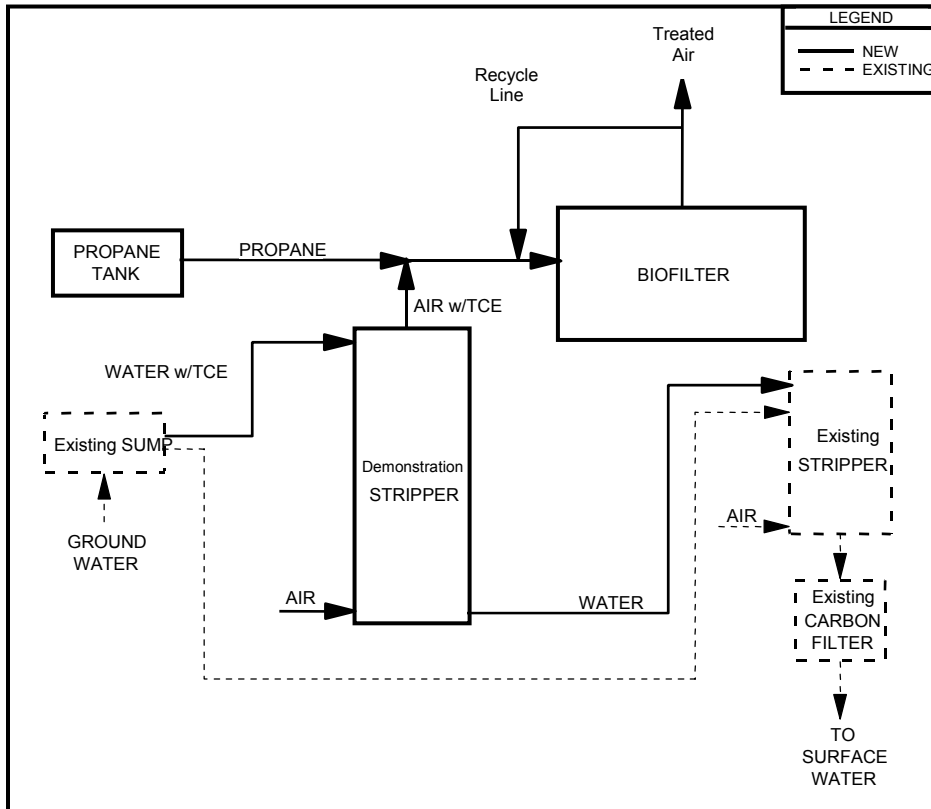 LEGEND
NEW
EXISTING
Treated
Air
Recycle
Line
PROPANE
TANK
PROPANE
BIOFILTER
AIR w/TCE
WATER w/TCE
Existing SUMP
GROUND
WATER
Demonstration
STRIPPER
AIR
WATER
Existing
STRIPPER
AIR
Existing
CARBON
FILTER
TO
SURFACE
WATER